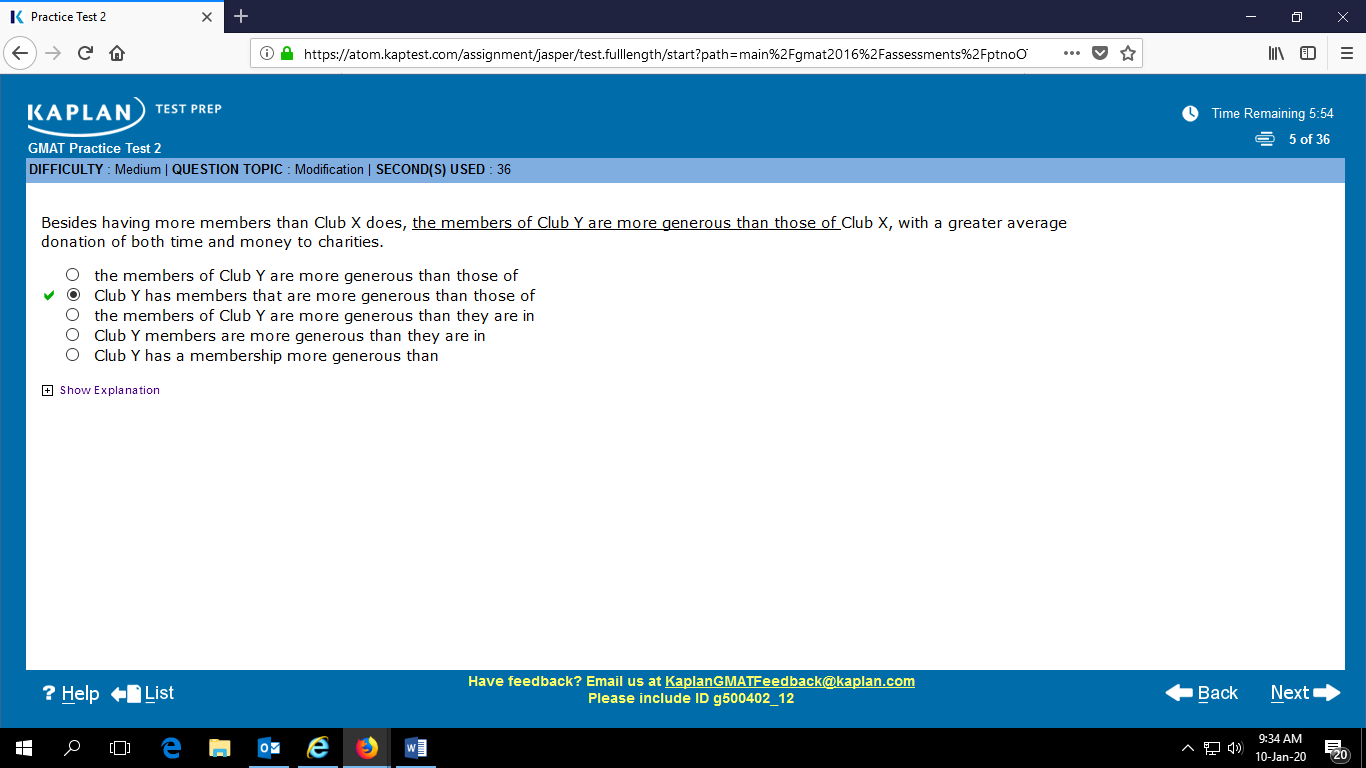 Practice Test 2
https://atom.kaptest.com/assignment/jasper/test.fulllength/start?path=main%2Fgmat2016%2Fassessments%2FptnoO
KAPLAN TEST PREP
Time Remaining 5:54
GMAT Practice Test 2
5 of 36
DIFFICULTY : Medium | QUESTION TOPIC : Modification | SECOND(S) USED : 36
Besides having more members than Club X does, the members of Club Y are more generous than those of Club X, with a greater average
donation of both time and money to charities.
the members of Club Y are more generous than those of
Club Y has members that are more generous than those of
the members of Club Y are more generous than they are in
Club Y members are more generous than they are in
Club Y has a membership more generous than
Show Explanation
? Help
List
Have feedback? Email us at KaplanGMATFeedback@kaplan.com
Please include ID g500402_12
Back
Next
9:34 AM
10-Jan-20
20